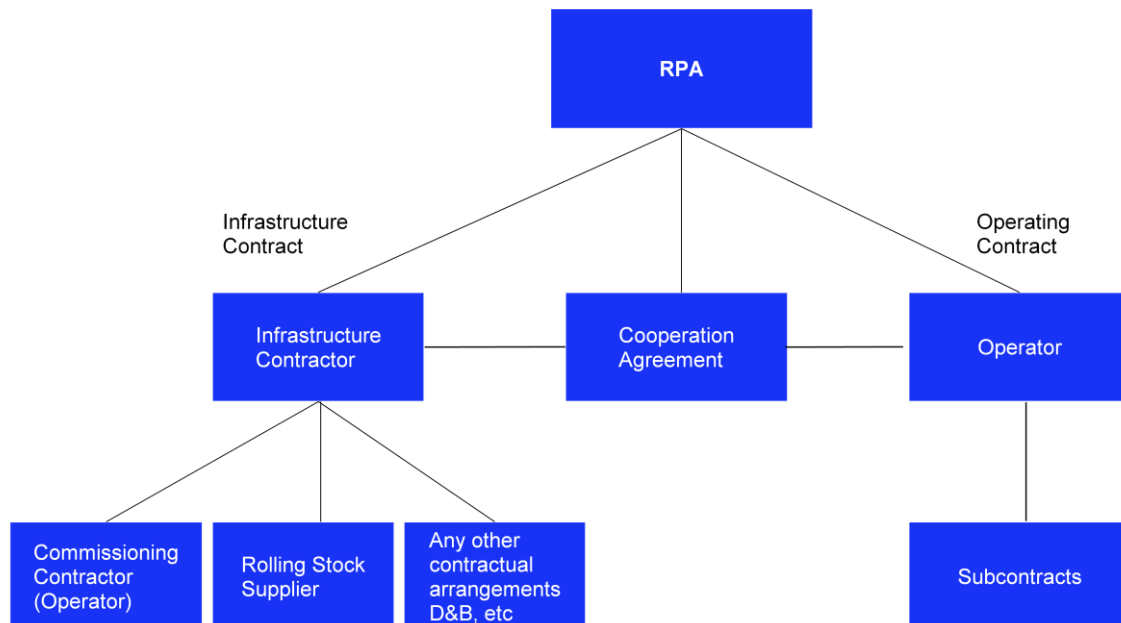 RPA
Infrastructure
Contract
Operating
Contract
Infrastructure
Contractor
Cooperation
Agreement
Operator
Commissioning
Contractor
(Operator)
Rolling Stock
Supplier
Any other
contractual
arrangements
D&B, etc
Subcontracts